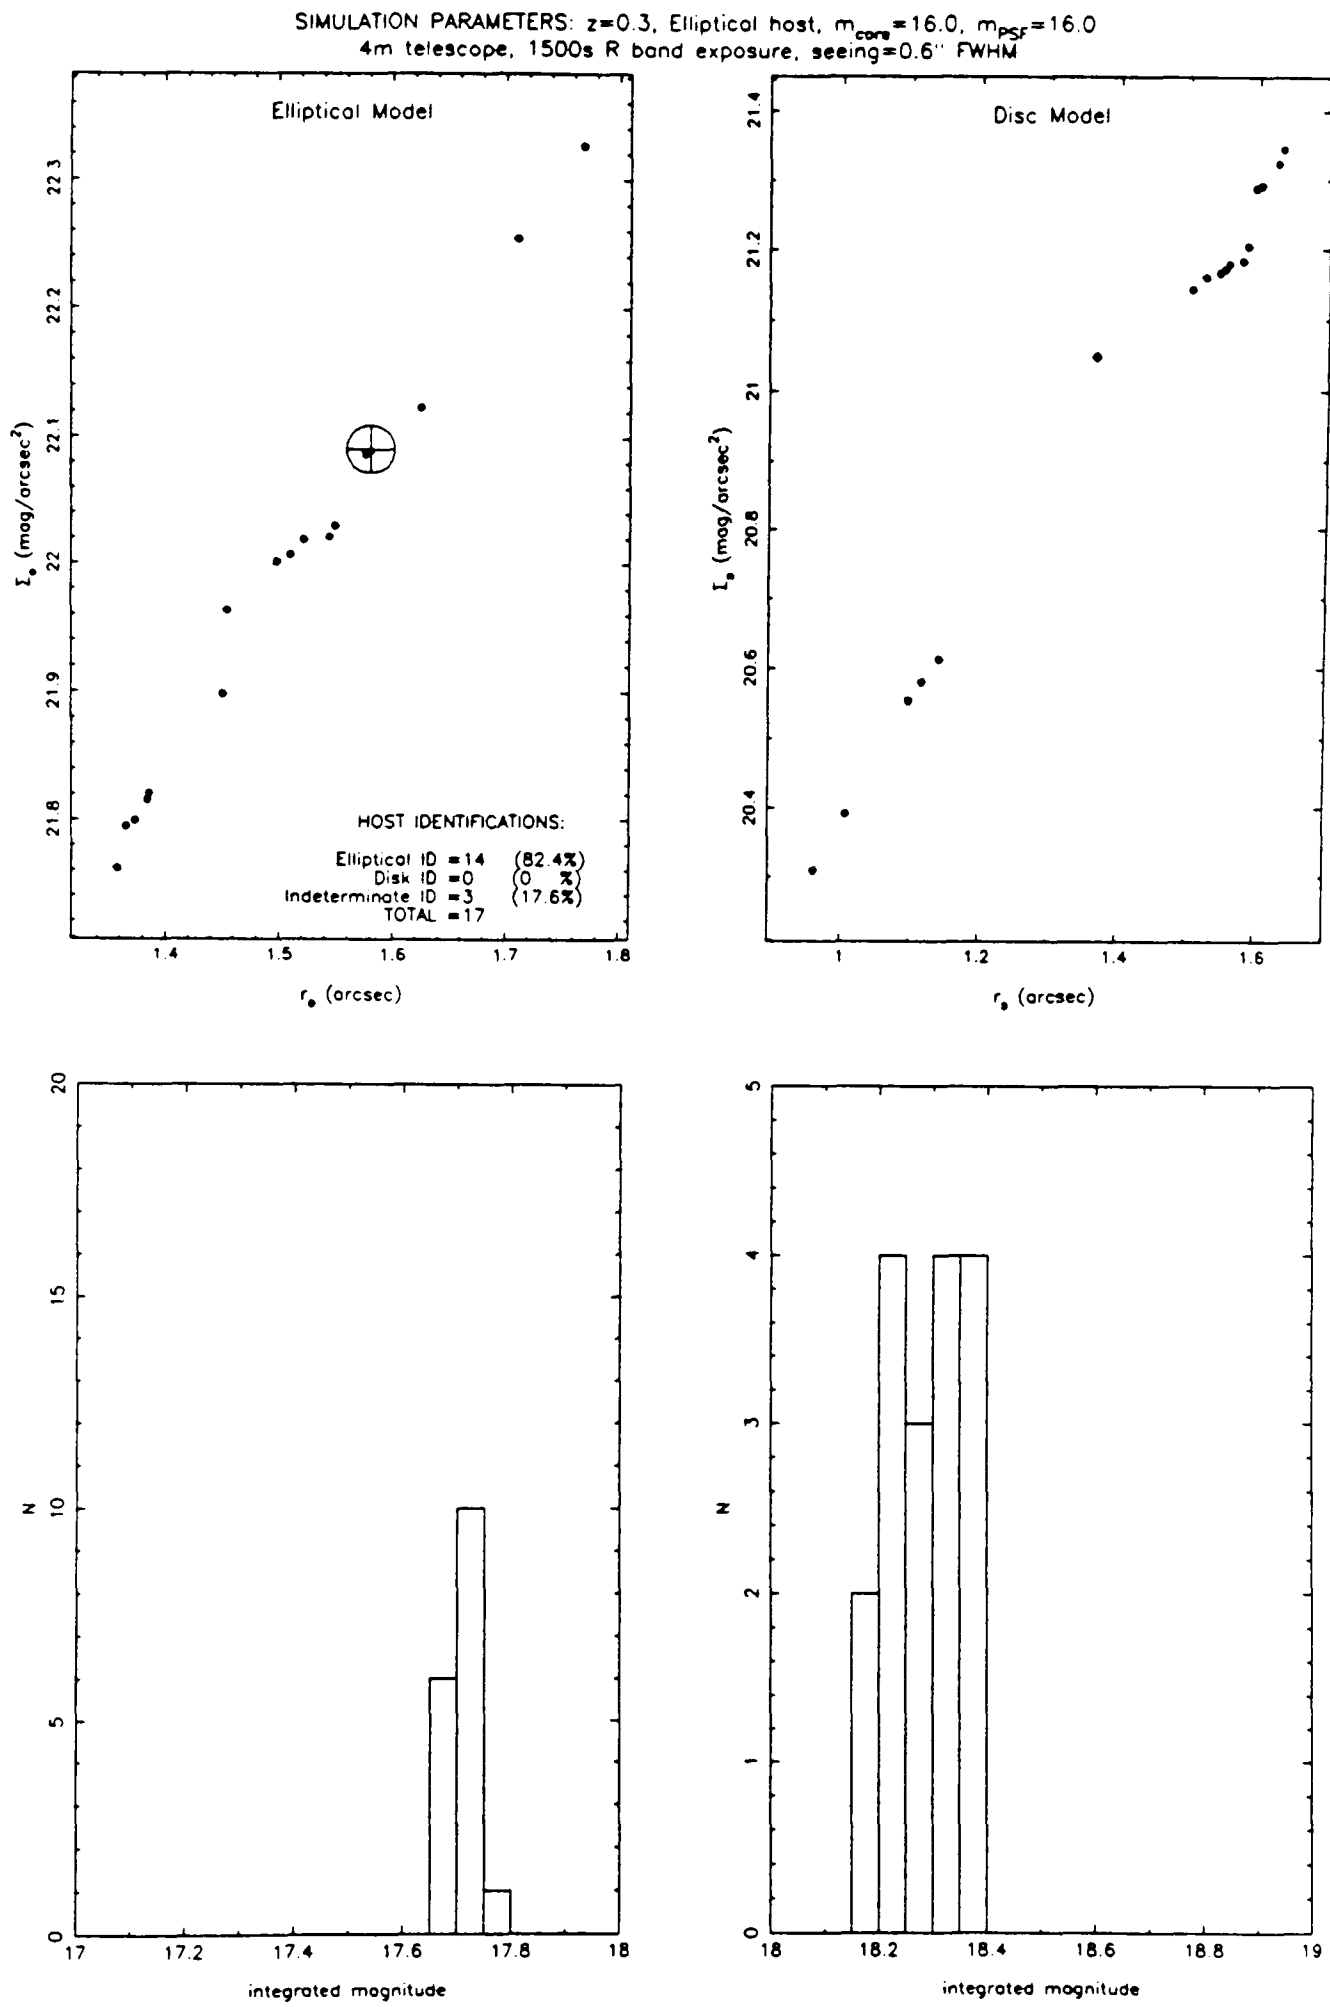 SIMULATION PARAMETERS: z=0.3, Elliptical host, m_core=16.0, m_PSF=16.0
4m telescope, 1500s R band exposure, seeing=0.6'' FWHM
Elliptical Model
22.3
22.2
22.1
22
21.9
21.8
Σ_e (mag/arcsec²)
HOST IDENTIFICATIONS:
Elliptical ID =14 (82.4%)
Disk ID =0 (0 %)
Indeterminate ID =3 (17.6%)
TOTAL =17
1.4 1.5 1.6 1.7 1.8
r_e (arcsec)
Disc Model
21.4
21.2
21
20.8
20.6
20.4
Σ_s (mag/arcsec²)
1 1.2 1.4 1.6
r_s (arcsec)
20
15
10
5
0
N
17 17.2 17.4 17.6 17.8 18
integrated magnitude
5
4
3
2
1
0
N
18 18.2 18.4 18.6 18.8 19
integrated magnitude